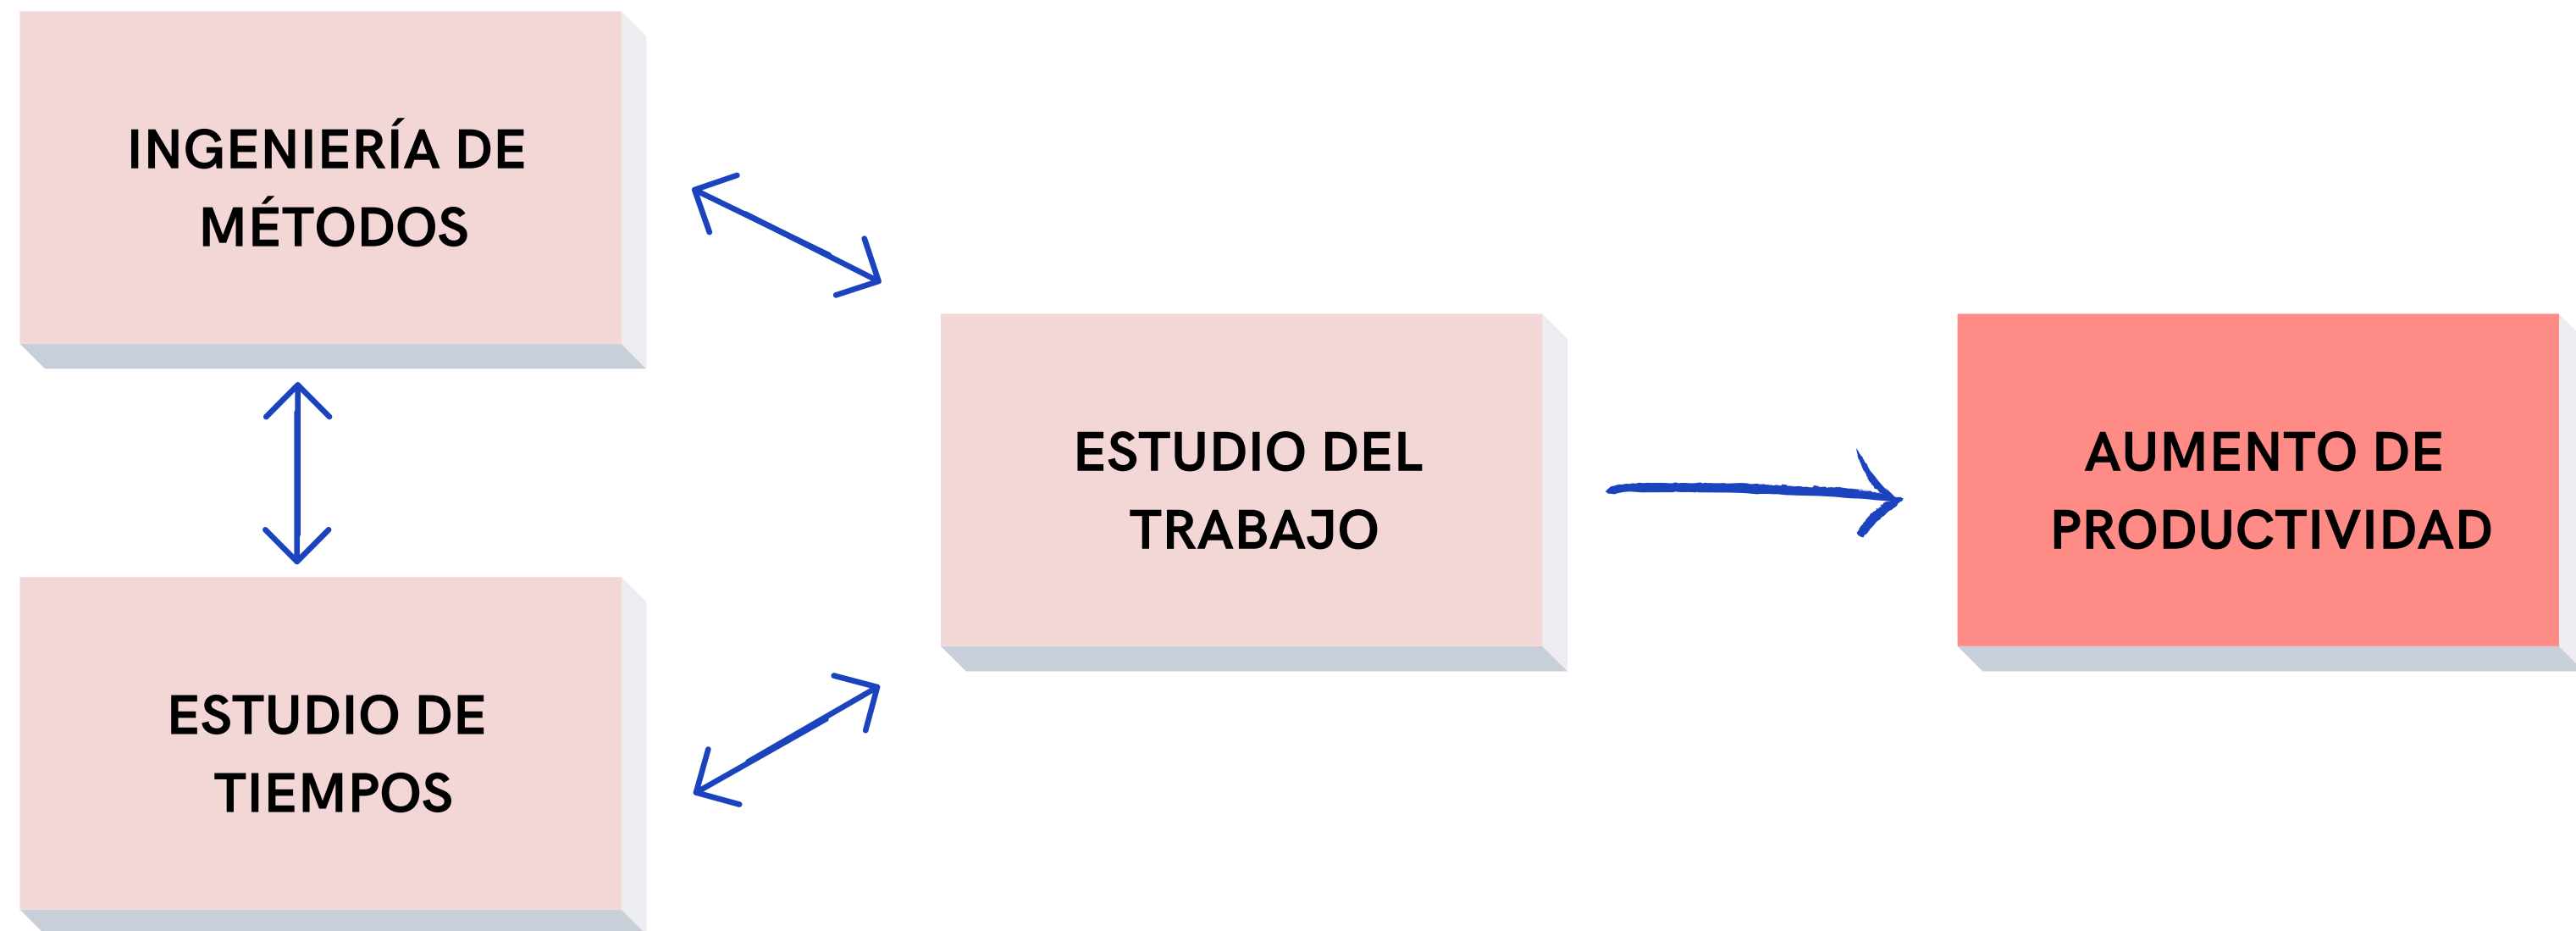 INGENIERÍA DE
MÉTODOS
ESTUDIO DE
TIEMPOS
ESTUDIO DEL
TRABAJO
AUMENTO DE
PRODUCTIVIDAD